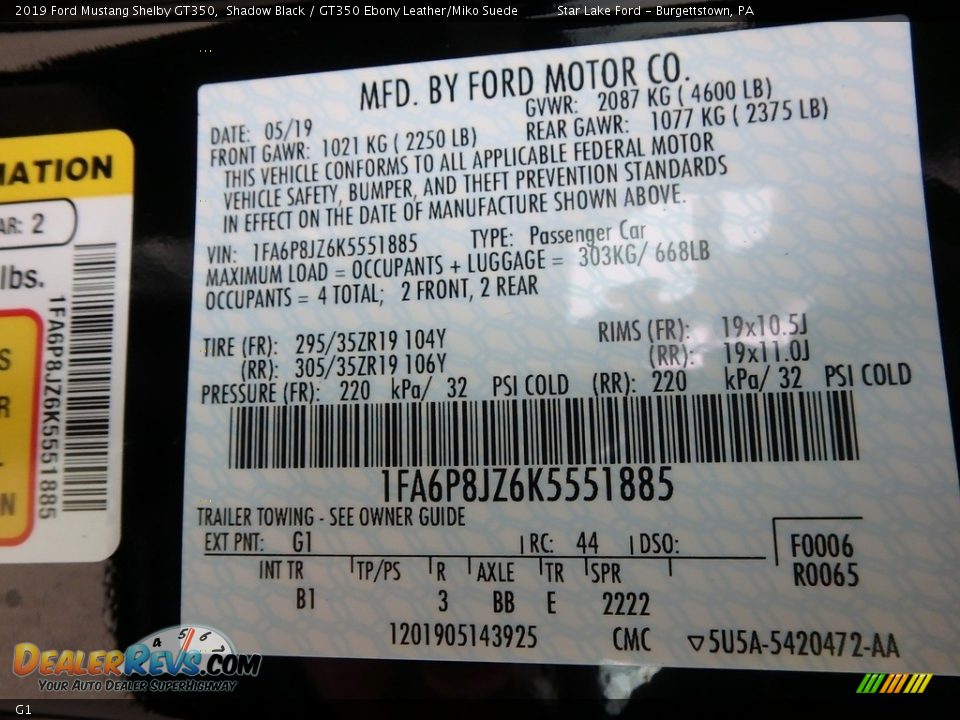 2019 Ford Mustang Shelby GT350, Shadow Black / GT350 Ebony Leather/Miko Suede Star Lake Ford - Burgettstown, PA
MFD. BY FORD MOTOR CO.
DATE: 05/19 GVWR: 2087 KG ( 4600 LB)
FRONT GAWR: 1021 KG ( 2250 LB) REAR GAWR: 1077 KG ( 2375 LB)
THIS VEHICLE CONFORMS TO ALL APPLICABLE FEDERAL MOTOR
VEHICLE SAFETY, BUMPER, AND THEFT PREVENTION STANDARDS
IN EFFECT ON THE DATE OF MANUFACTURE SHOWN ABOVE.
VIN: 1FA6P8JZ6K5551885 TYPE: Passenger Car
MAXIMUM LOAD = OCCUPANTS + LUGGAGE = 303KG/ 668LB
OCCUPANTS = 4 TOTAL; 2 FRONT, 2 REAR
TIRE (FR): 295/35ZR19 104Y RIMS (FR): 19x10.5J
(RR): 305/35ZR19 106Y (RR): 19x11.0J
PRESSURE (FR): 220 kPa/ 32 PSI COLD (RR): 220 kPa/ 32 PSI COLD
1FA6P8JZ6K5551885
TRAILER TOWING - SEE OWNER GUIDE
EXT PNT: G1 RC: 44 DSO: F0006
R0065
INT TR TP/PS R AXLE TR SPR
B1 3 BB E 2222
1201905143925 CMC 5U5A-5420472-AA
MATION
AR: 2
lbs.
1FA6P8JZ6K5551885
S
R
N
4 5 6
DEALERREVS.COM
YOUR AUTO DEALER SUPERHIGHWAY
G1